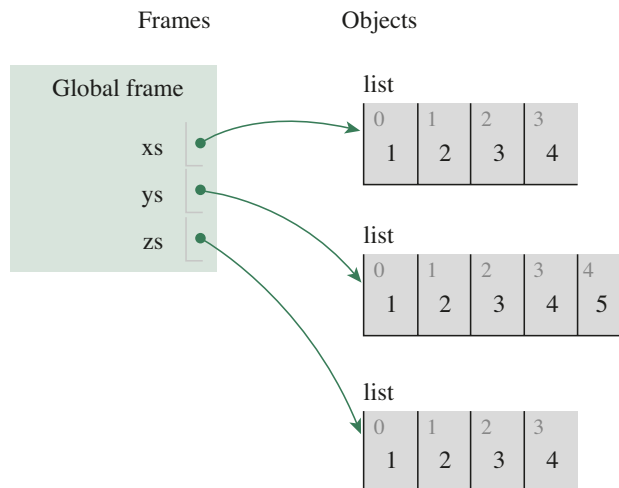 Frames Objects
Global frame
xs
ys
zs
list
0 1 2 3
1 2 3 4
list
0 1 2 3 4
1 2 3 4 5
list
0 1 2 3
1 2 3 4